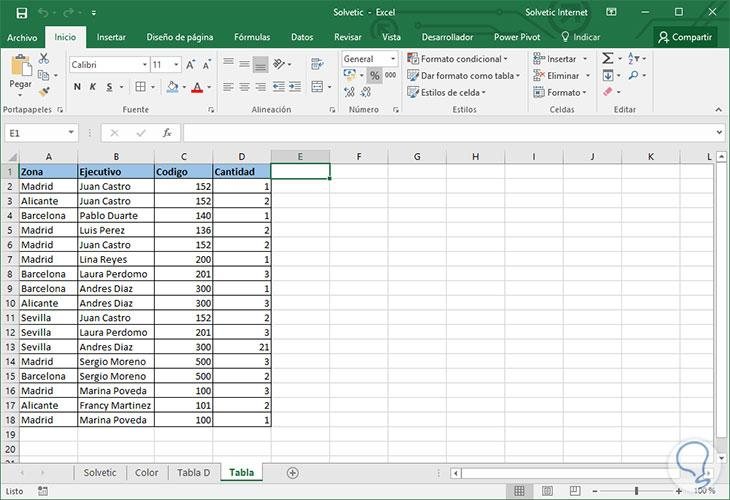 Solvetic - Excel Solvetic Internet
Archivo Inicio Insertar Diseño de página Fórmulas Datos Revisar Vista Desarrollador Power Pivot Indicar Compartir
Calibri 11 General Formato condicional Insertar
Pegar N K S % 000 Dar formato como tabla Eliminar
Estilos de celda Formato
Portapapeles Fuente Alineación Número Estilos Celdas Editar
E1 fx
A B C D E F G H I J K L
1 Zona Ejecutivo Codigo Cantidad
2 Madrid Juan Castro 152 1
3 Alicante Juan Castro 152 2
4 Barcelona Pablo Duarte 140 1
5 Madrid Luis Perez 136 2
6 Madrid Juan Castro 152 2
7 Madrid Lina Reyes 200 1
8 Barcelona Laura Perdomo 201 3
9 Barcelona Andres Diaz 300 1
10 Alicante Andres Diaz 300 3
11 Sevilla Juan Castro 152 2
12 Sevilla Laura Perdomo 201 3
13 Sevilla Andres Diaz 300 21
14 Madrid Sergio Moreno 500 3
15 Barcelona Sergio Moreno 500 2
16 Madrid Marina Poveda 100 3
17 Alicante Francy Martinez 101 2
18 Madrid Marina Poveda 100 1
19
20
Solvetic Color Tabla D Tabla
Listo 100 %